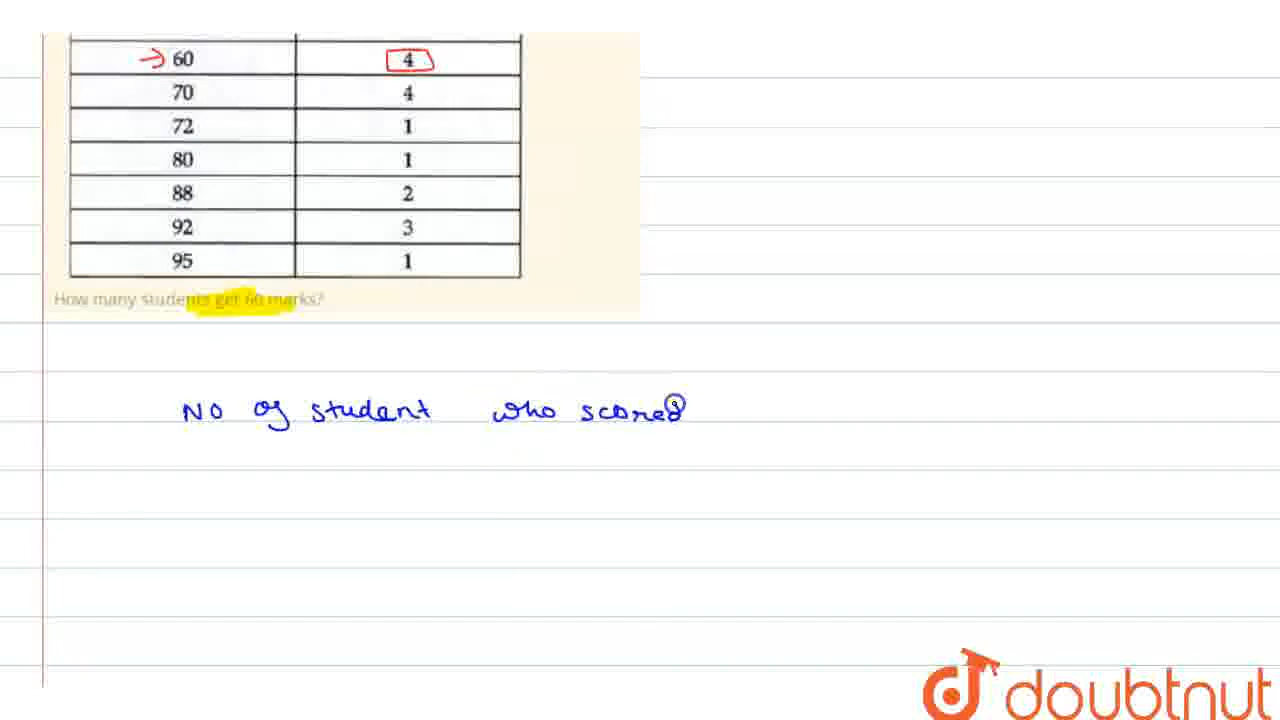 60 4
70 4
72 1
80 1
88 2
92 3
95 1
How many students get 60 marks?
NO of student who scored
doubtnut